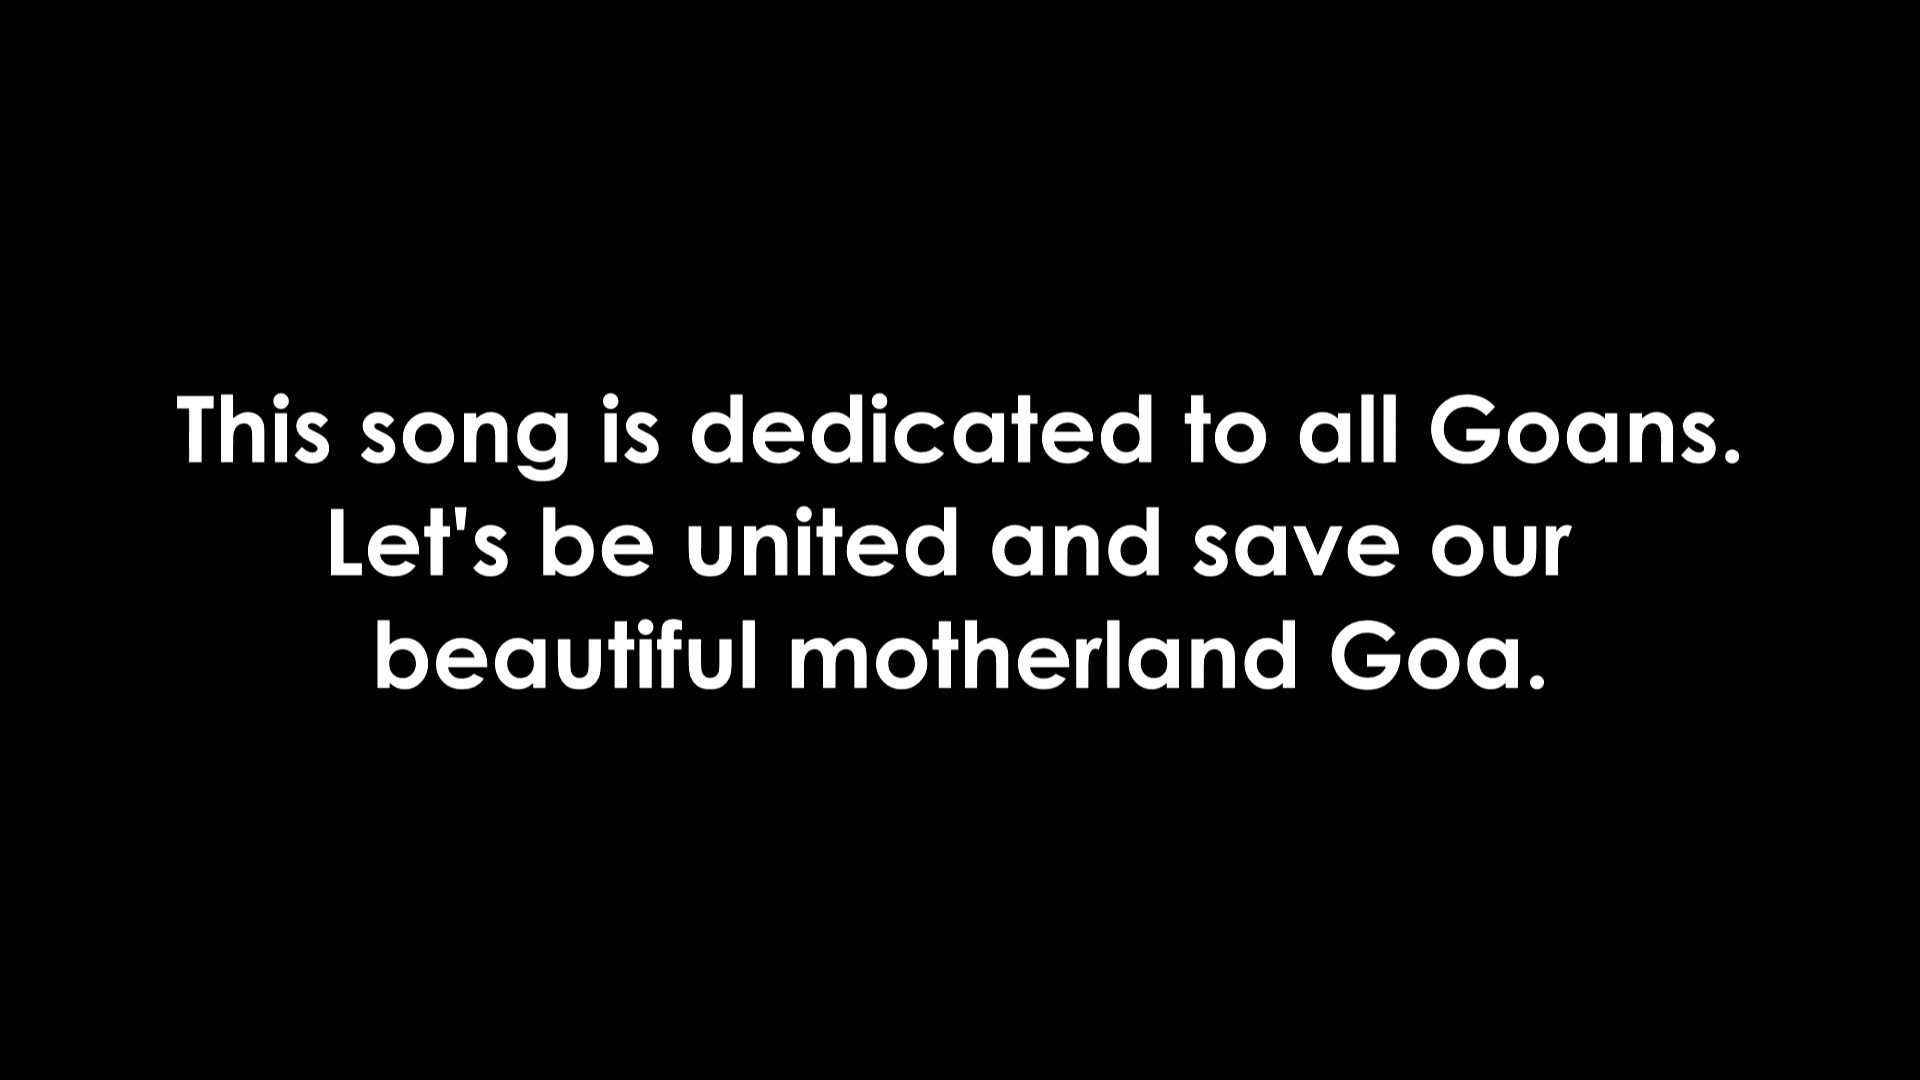 This song is dedicated to all Goans.
Let's be united and save our
beautiful motherland Goa.